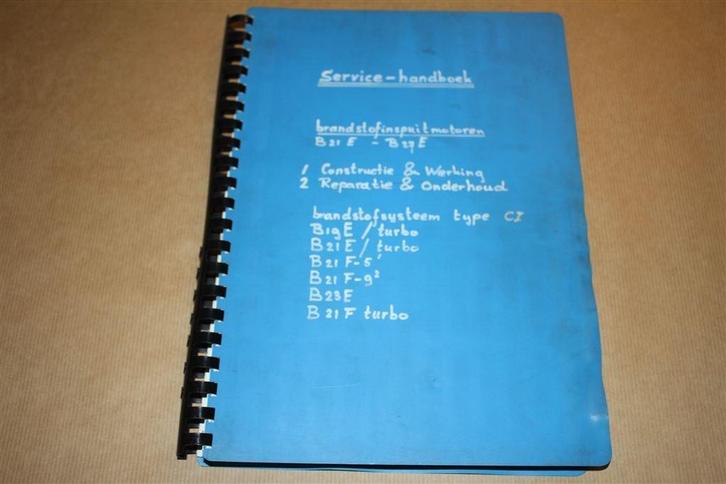 Service-handboek
brandstofinspuitmotoren
B21E - B27E
1 Constructie & Werking
2 Reparatie & Onderhoud
brandstofsysteem type CI
B19E/turbo
B21E/turbo
B21F-5'
B21F-9²
B23E
B21F turbo